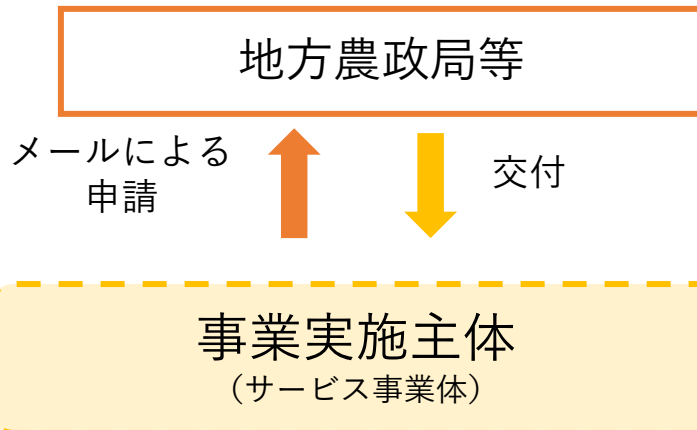 地方農政局等
メールによる
申請
交付
事業実施主体
（サービス事業体）